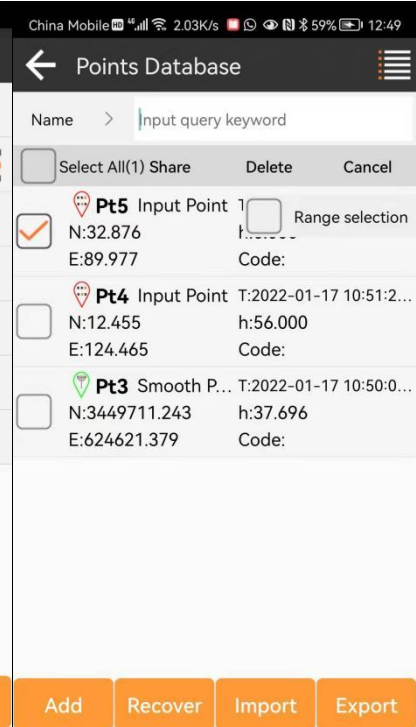 China Mobile HD 4G 2.03K/s 59% 12:49
Points Database
Name > Input query keyword
Select All(1) Share Delete Cancel
Pt5 Input Point
Range selection
N:32.876
E:89.977 Code:
Pt4 Input Point T:2022-01-17 10:51:2...
N:12.455 h:56.000
E:124.465 Code:
Pt3 Smooth P... T:2022-01-17 10:50:0...
N:3449711.243 h:37.696
E:624621.379 Code:
Add Recover Import Export